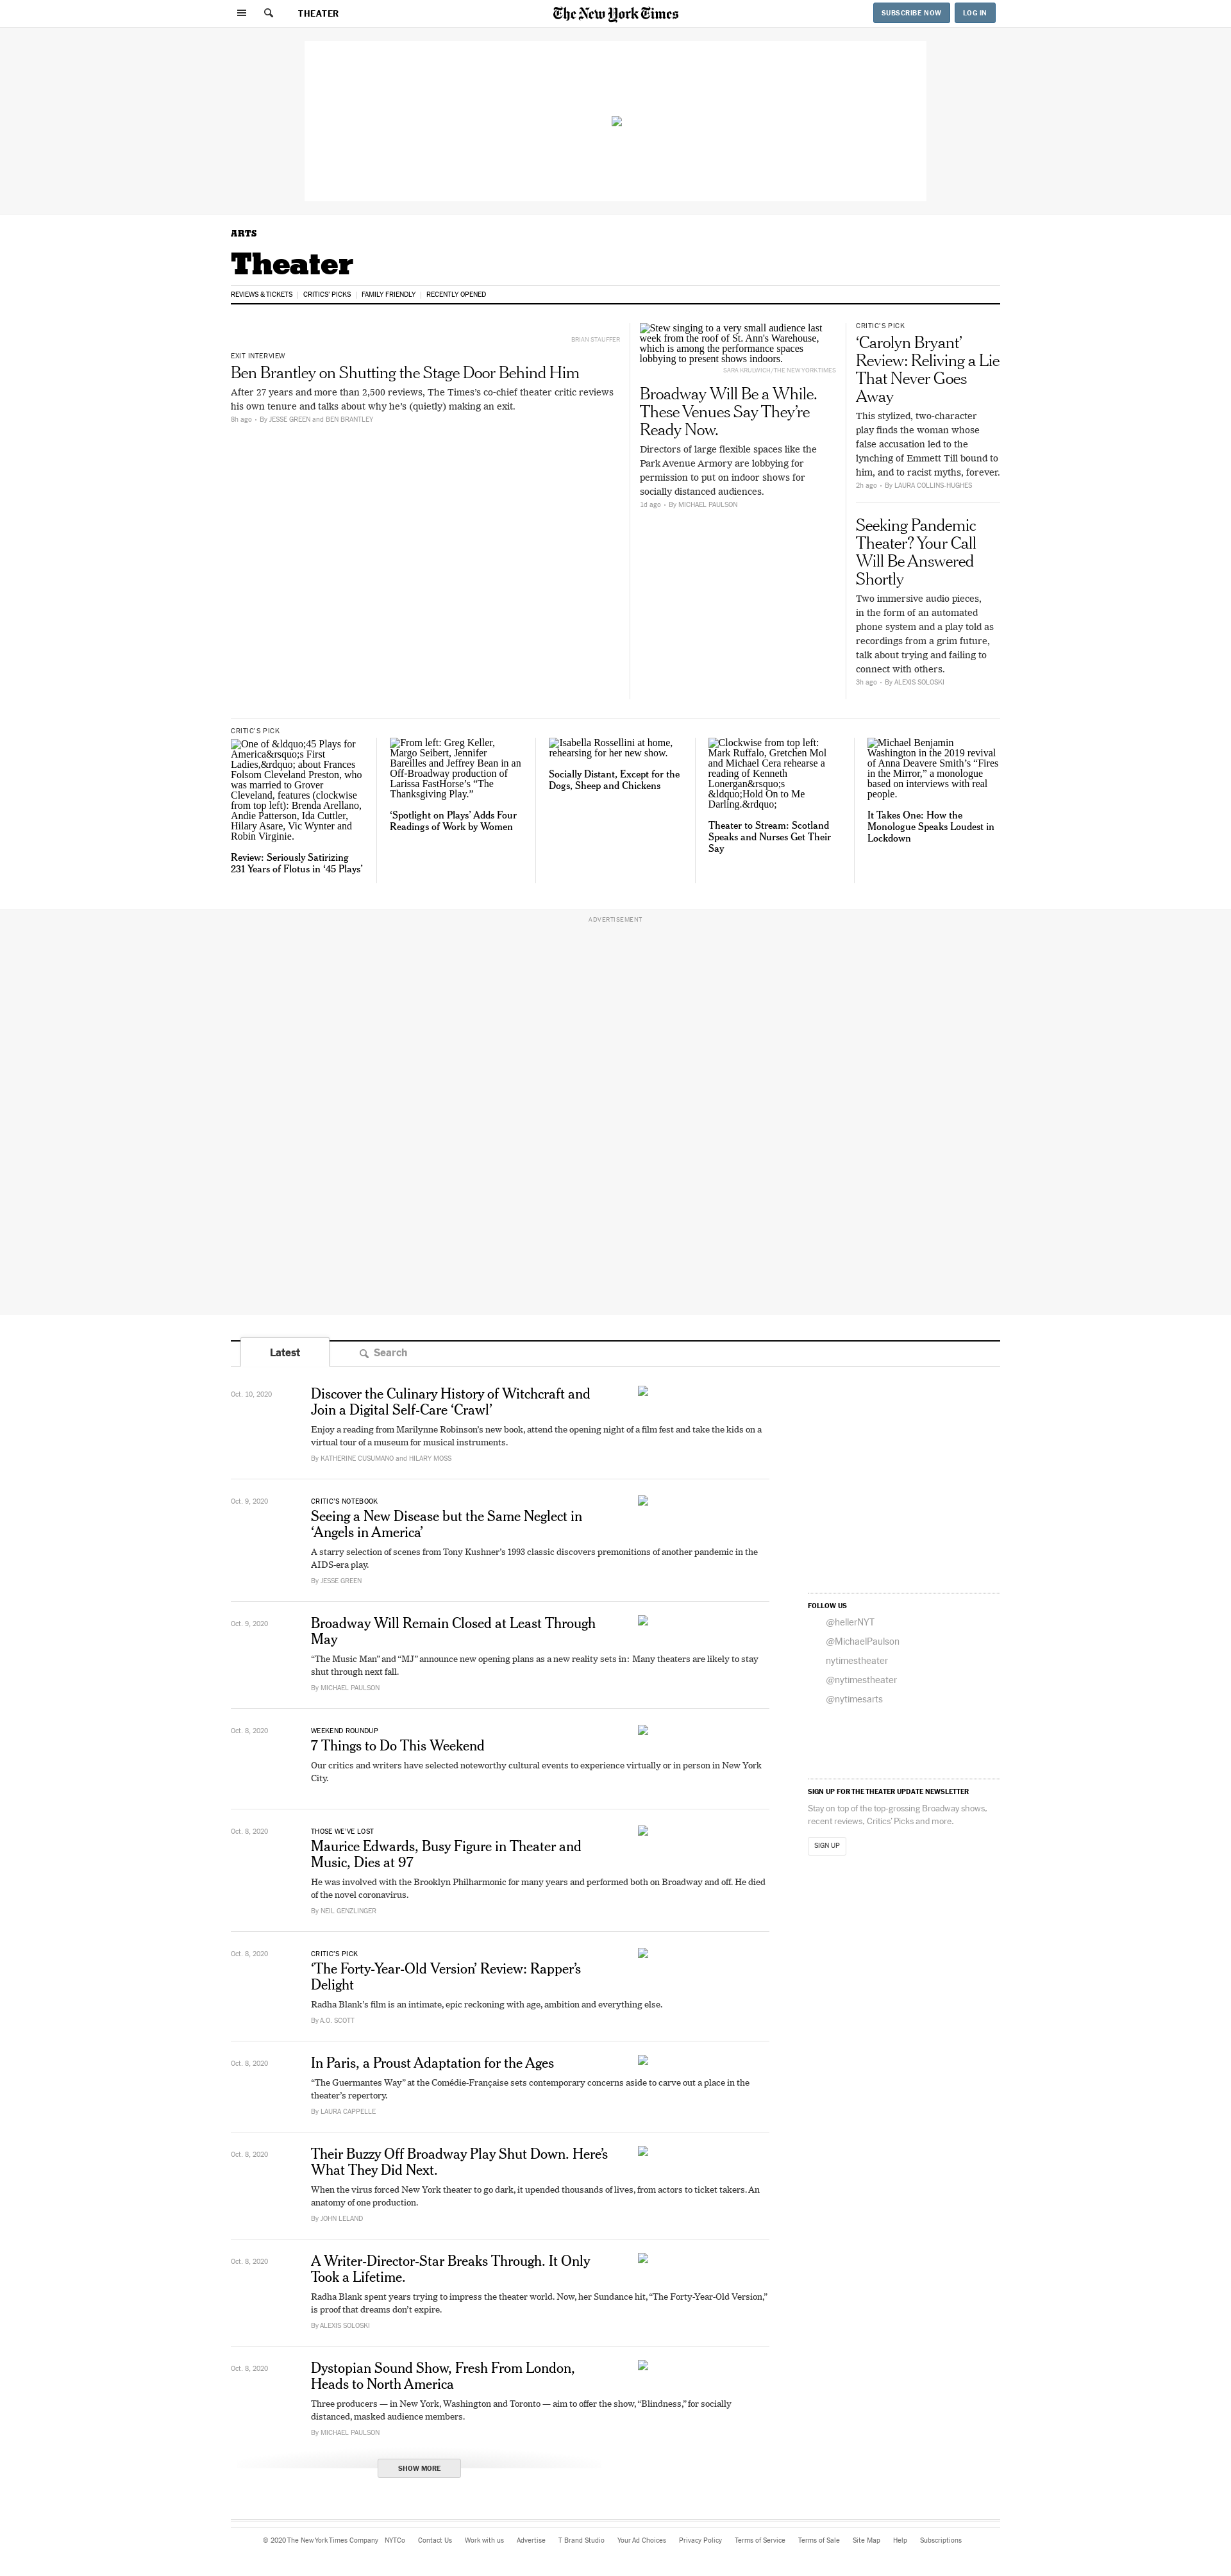 THEATER
The New York Times
SUBSCRIBE NOW
LOG IN
ARTS
Theater
REVIEWS & TICKETS | CRITICS' PICKS | FAMILY FRIENDLY | RECENTLY OPENED
BRIAN STAUFFER
EXIT INTERVIEW
Ben Brantley on Shutting the Stage Door Behind Him
After 27 years and more than 2,500 reviews, The Times’s co-chief theater critic reviews
his own tenure and talks about why he’s (quietly) making an exit.
8h ago • By JESSE GREEN and BEN BRANTLEY
Stew singing to a very small audience last
week from the roof of St. Ann's Warehouse,
which is among the performance spaces
lobbying to present shows indoors.
SARA KRULWICH/THE NEW YORK TIMES
Broadway Will Be a While.
These Venues Say They’re
Ready Now.
Directors of large flexible spaces like the
Park Avenue Armory are lobbying for
permission to put on indoor shows for
socially distanced audiences.
1d ago • By MICHAEL PAULSON
CRITIC’S PICK
‘Carolyn Bryant’
Review: Reliving a Lie
That Never Goes
Away
This stylized, two-character
play finds the woman whose
false accusation led to the
lynching of Emmett Till bound to
him, and to racist myths, forever.
2h ago • By LAURA COLLINS-HUGHES
Seeking Pandemic
Theater? Your Call
Will Be Answered
Shortly
Two immersive audio pieces,
in the form of an automated
phone system and a play told as
recordings from a grim future,
talk about trying and failing to
connect with others.
3h ago • By ALEXIS SOLOSKI
CRITIC’S PICK
One of &ldquo;45 Plays for
America&rsquo;s First
Ladies,&rdquo; about Frances
Folsom Cleveland Preston, who
was married to Grover
Cleveland, features (clockwise
from top left): Brenda Arellano,
Andie Patterson, Ida Cuttler,
Hilary Asare, Vic Wynter and
Robin Virginie.
Review: Seriously Satirizing
231 Years of Flotus in ‘45 Plays’
From left: Greg Keller,
Margo Seibert, Jennifer
Bareilles and Jeffrey Bean in an
Off-Broadway production of
Larissa FastHorse’s “The
Thanksgiving Play.”
‘Spotlight on Plays’ Adds Four
Readings of Work by Women
Isabella Rossellini at home,
rehearsing for her new show.
Socially Distant, Except for the
Dogs, Sheep and Chickens
Clockwise from top left:
Mark Ruffalo, Gretchen Mol
and Michael Cera rehearse a
reading of Kenneth
Lonergan&rsquo;s
&ldquo;Hold On to Me
Darling.&rdquo;
Theater to Stream: Scotland
Speaks and Nurses Get Their
Say
Michael Benjamin
Washington in the 2019 revival
of Anna Deavere Smith’s “Fires
in the Mirror,” a monologue
based on interviews with real
people.
It Takes One: How the
Monologue Speaks Loudest in
Lockdown
ADVERTISEMENT
Latest
Search
Oct. 10, 2020
Discover the Culinary History of Witchcraft and
Join a Digital Self-Care ‘Crawl’
Enjoy a reading from Marilynne Robinson’s new book, attend the opening night of a film fest and take the kids on a
virtual tour of a museum for musical instruments.
By KATHERINE CUSUMANO and HILARY MOSS
Oct. 9, 2020
CRITIC’S NOTEBOOK
Seeing a New Disease but the Same Neglect in
‘Angels in America’
A starry selection of scenes from Tony Kushner’s 1993 classic discovers premonitions of another pandemic in the
AIDS-era play.
By JESSE GREEN
Oct. 9, 2020
Broadway Will Remain Closed at Least Through
May
“The Music Man” and “MJ” announce new opening plans as a new reality sets in: Many theaters are likely to stay
shut through next fall.
By MICHAEL PAULSON
Oct. 8, 2020
WEEKEND ROUNDUP
7 Things to Do This Weekend
Our critics and writers have selected noteworthy cultural events to experience virtually or in person in New York
City.
Oct. 8, 2020
THOSE WE’VE LOST
Maurice Edwards, Busy Figure in Theater and
Music, Dies at 97
He was involved with the Brooklyn Philharmonic for many years and performed both on Broadway and off. He died
of the novel coronavirus.
By NEIL GENZLINGER
Oct. 8, 2020
CRITIC’S PICK
‘The Forty-Year-Old Version’ Review: Rapper’s
Delight
Radha Blank’s film is an intimate, epic reckoning with age, ambition and everything else.
By A.O. SCOTT
Oct. 8, 2020
In Paris, a Proust Adaptation for the Ages
“The Guermantes Way” at the Comédie-Française sets contemporary concerns aside to carve out a place in the
theater’s repertory.
By LAURA CAPPELLE
Oct. 8, 2020
Their Buzzy Off Broadway Play Shut Down. Here’s
What They Did Next.
When the virus forced New York theater to go dark, it upended thousands of lives, from actors to ticket takers. An
anatomy of one production.
By JOHN LELAND
Oct. 8, 2020
A Writer-Director-Star Breaks Through. It Only
Took a Lifetime.
Radha Blank spent years trying to impress the theater world. Now, her Sundance hit, “The Forty-Year-Old Version,”
is proof that dreams don’t expire.
By ALEXIS SOLOSKI
Oct. 8, 2020
Dystopian Sound Show, Fresh From London,
Heads to North America
Three producers — in New York, Washington and Toronto — aim to offer the show, “Blindness,” for socially
distanced, masked audience members.
By MICHAEL PAULSON
SHOW MORE
FOLLOW US
@hellerNYT
@MichaelPaulson
nytimestheater
@nytimestheater
@nytimesarts
SIGN UP FOR THE THEATER UPDATE NEWSLETTER
Stay on top of the top-grossing Broadway shows,
recent reviews, Critics’ Picks and more.
SIGN UP
© 2020 The New York Times Company NYTCo Contact Us Work with us Advertise T Brand Studio Your Ad Choices Privacy Policy Terms of Service Terms of Sale Site Map Help Subscriptions